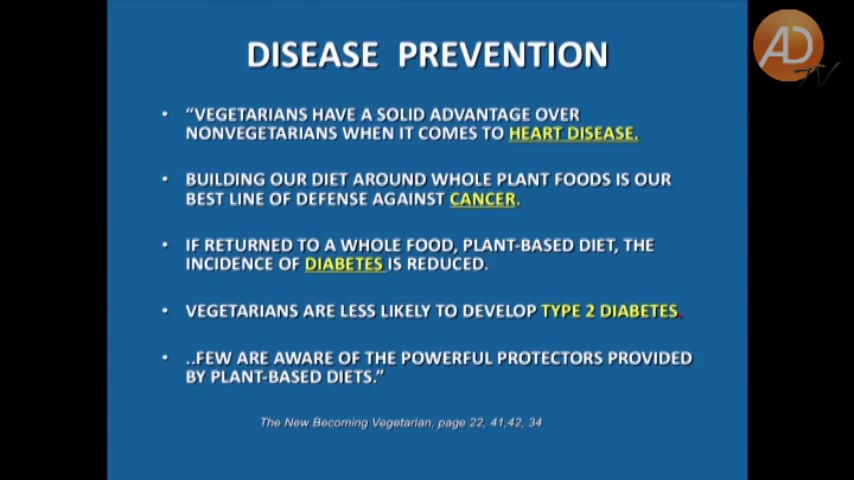 DISEASE PREVENTION
AD
TV
• “VEGETARIANS HAVE A SOLID ADVANTAGE OVER
NONVEGETARIANS WHEN IT COMES TO HEART DISEASE.
• BUILDING OUR DIET AROUND WHOLE PLANT FOODS IS OUR
BEST LINE OF DEFENSE AGAINST CANCER.
• IF RETURNED TO A WHOLE FOOD, PLANT-BASED DIET, THE
INCIDENCE OF DIABETES IS REDUCED.
• VEGETARIANS ARE LESS LIKELY TO DEVELOP TYPE 2 DIABETES.
• ..FEW ARE AWARE OF THE POWERFUL PROTECTORS PROVIDED
BY PLANT-BASED DIETS.”
The New Becoming Vegetarian, page 22, 41,42, 34